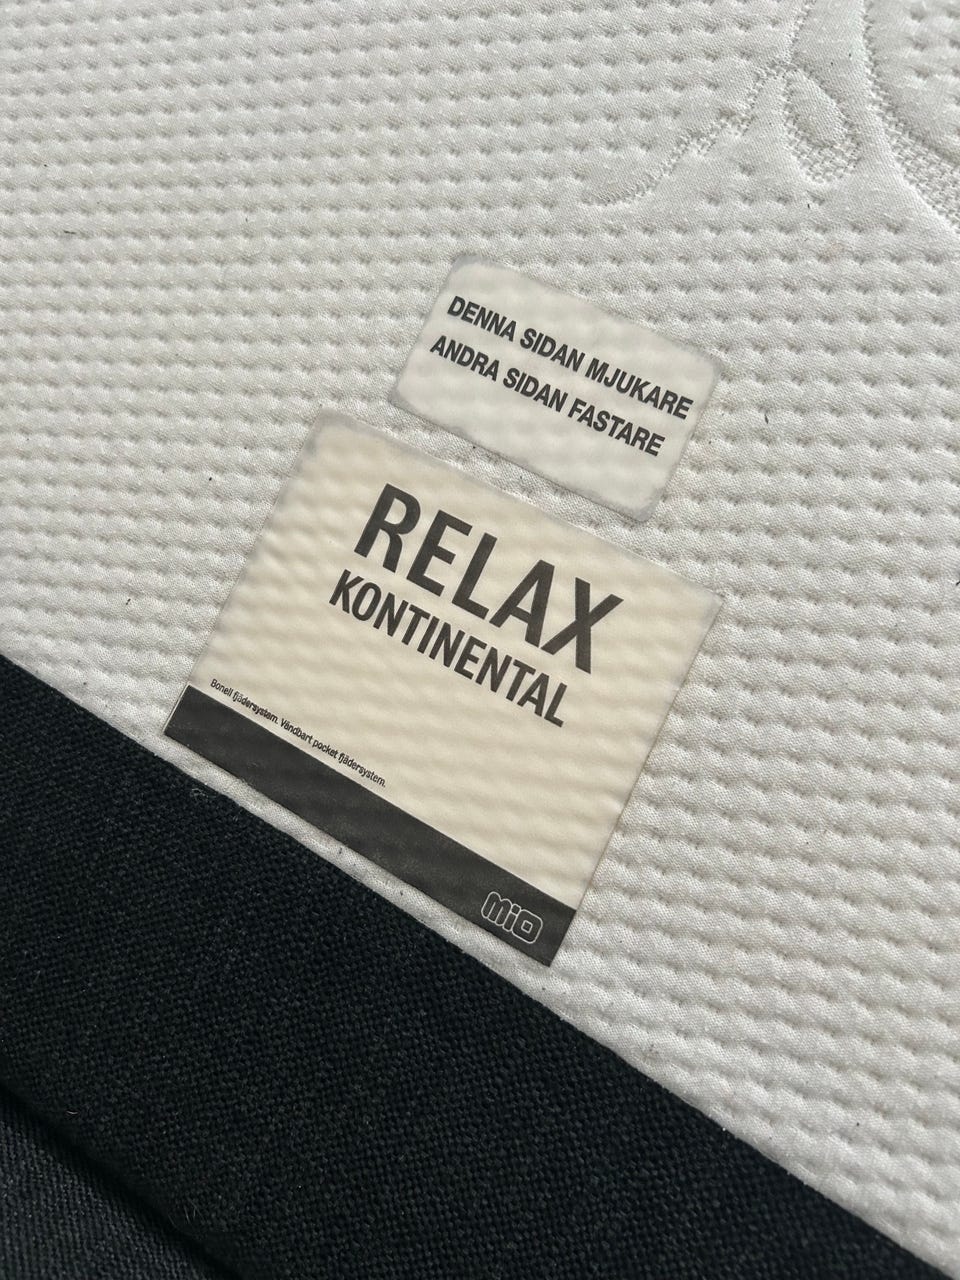 DENNA SIDAN MJUKARE
ANDRA SIDAN FASTARE
RELAX
KONTINENTAL
Bonell fjädersystem. Vändbart pocket fjädersystem.
mio